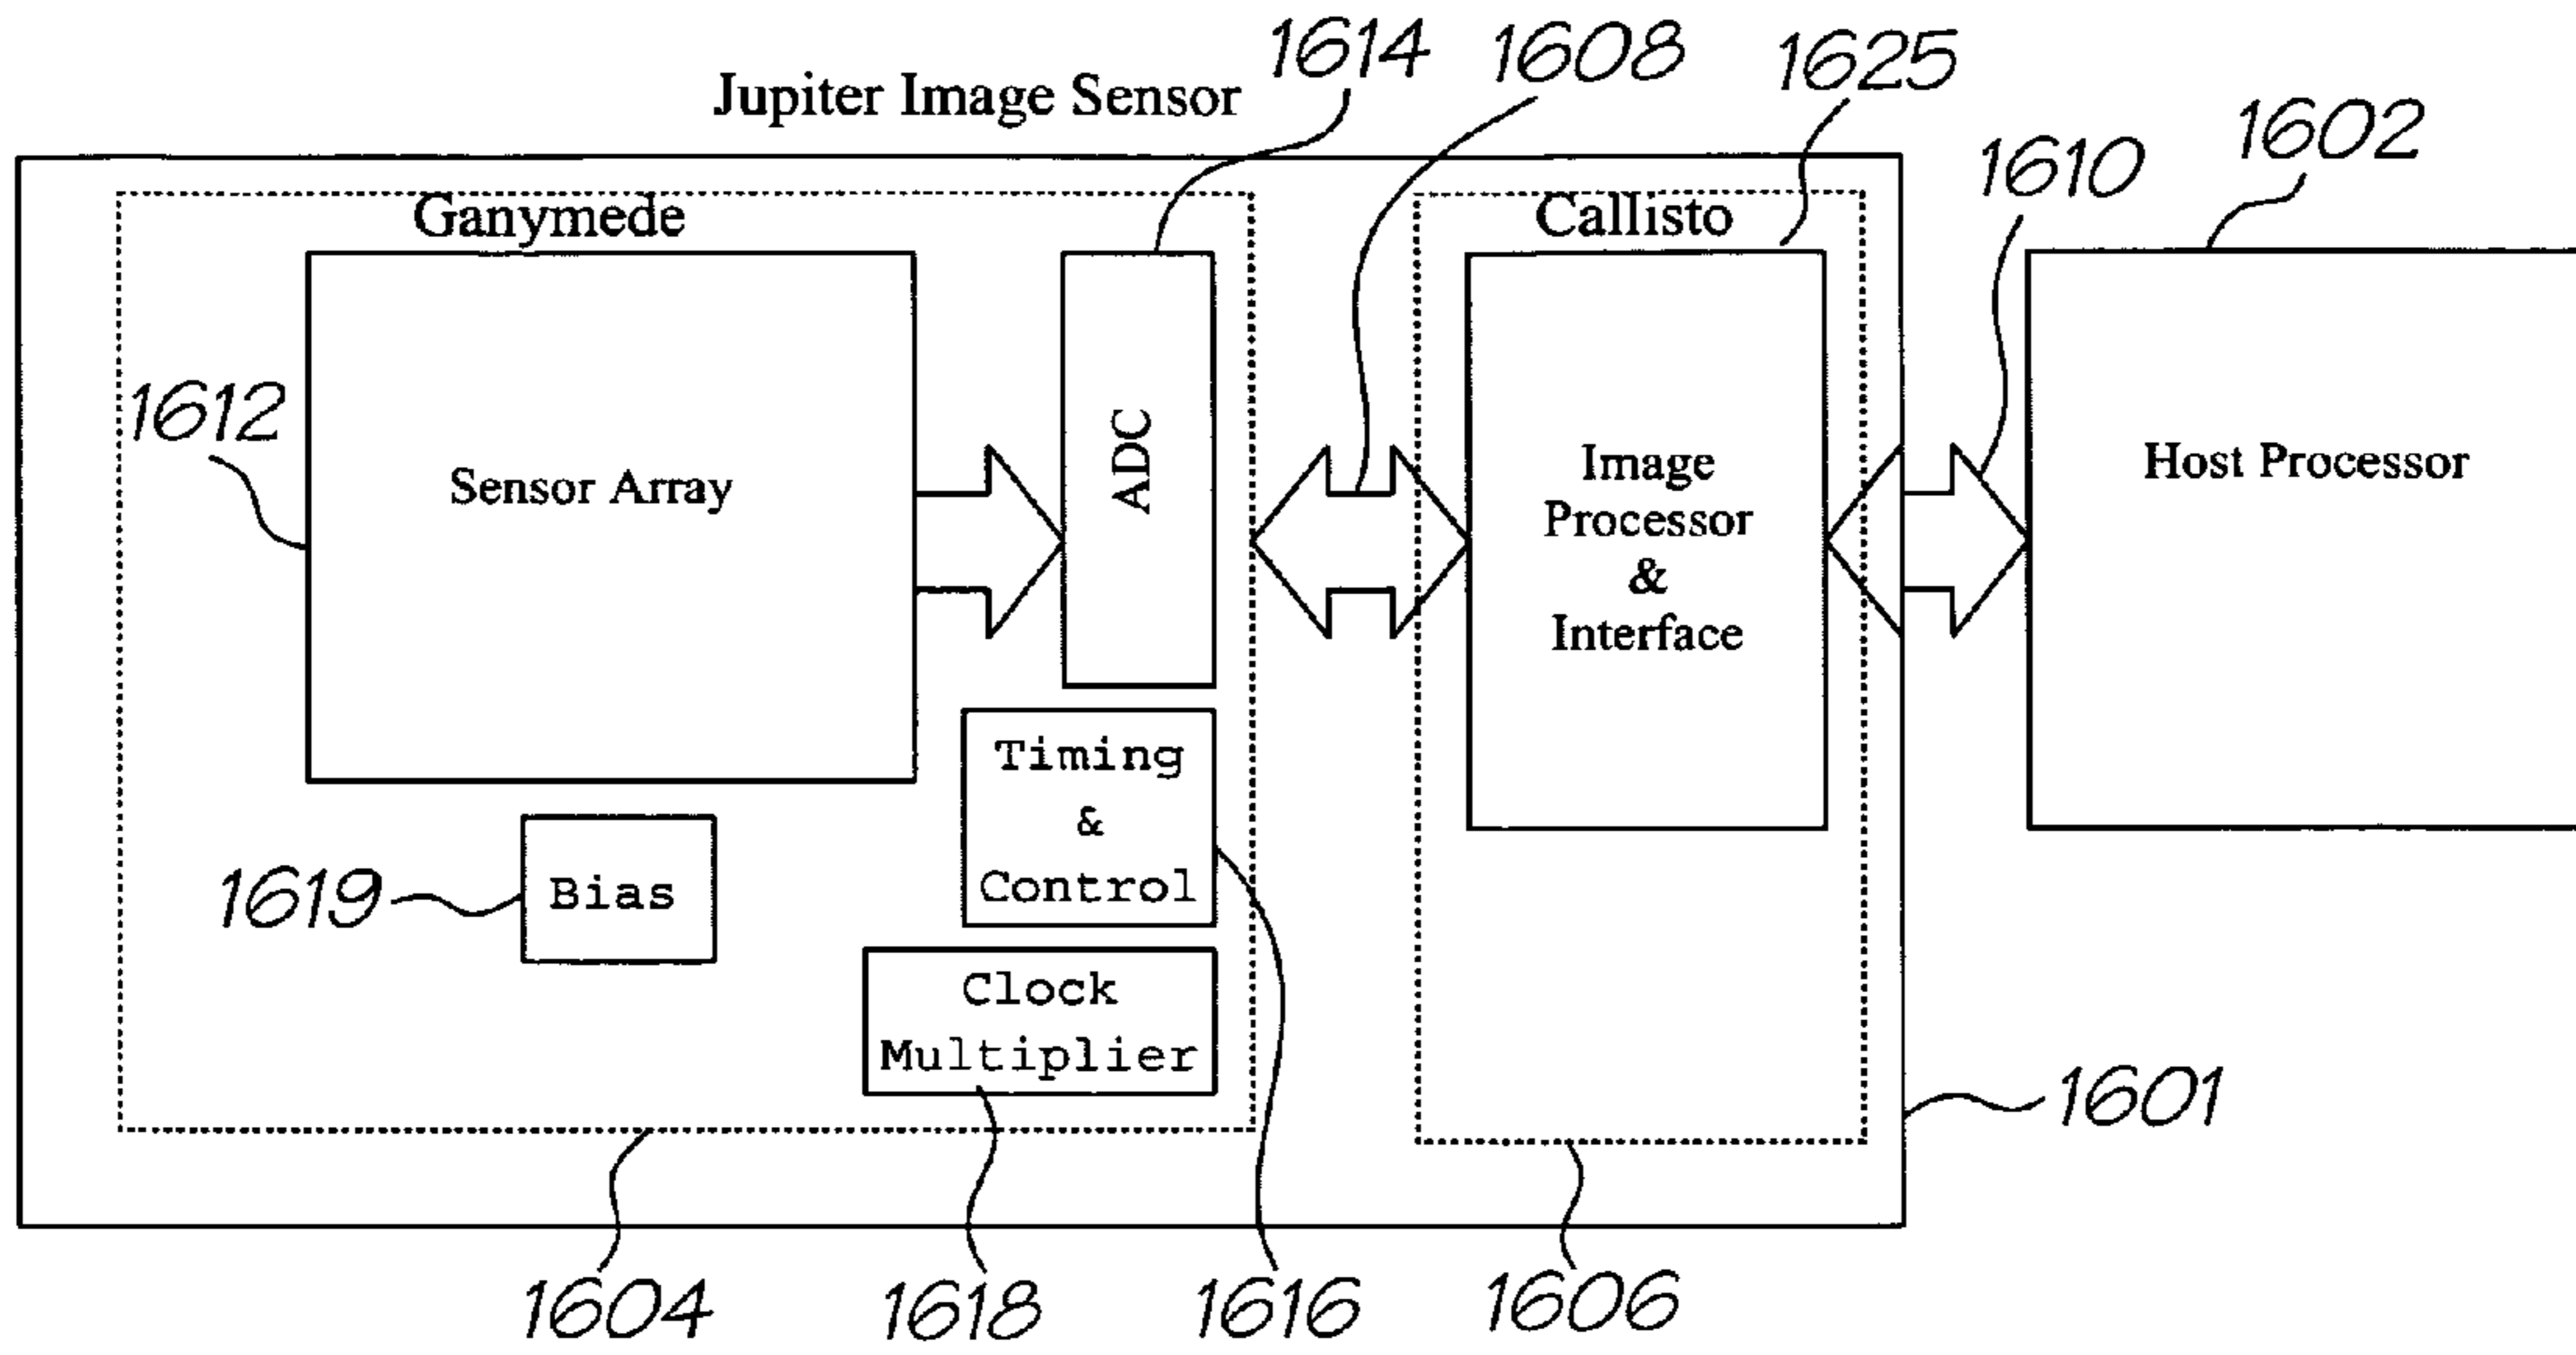 1614
1608
1625
1602
1610
Jupiter Image Sensor
Ganymede
Callisto
1612
Sensor Array
ADC
Image
Processor
&
Interface
Host Processor
Timing
&
Control
1619
Bias
Clock
Multiplier
1601
1604
1618
1616
1606